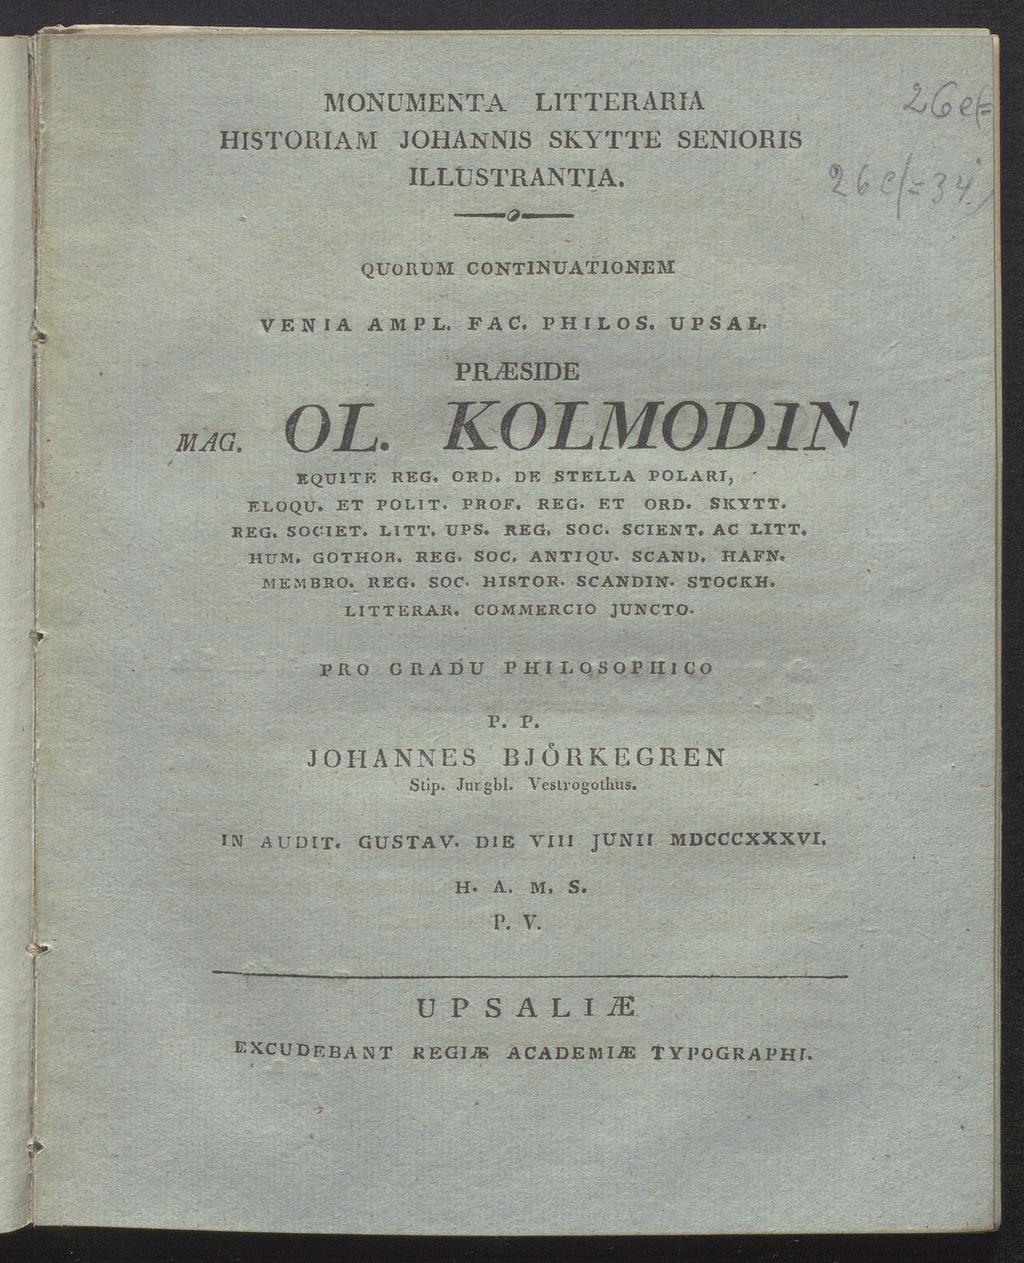 MONUMENTA LITTERARIA
HISTORIAM JOHANNIS SKYTTE SENIORIS
ILLUSTRANTIA.
QUORUM CONTINUATIONEM
VENIA AMPL. FAC. PHILOS. UPSAL.
PRÆSIDE
MAG. OL. KOLMODIN
EQUITE REG. ORD. DE STELLA POLARI,
ELOQU. ET POLIT. PROF. REG. ET ORD. SKYTT.
REG. SOCIET. LITT. UPS. REG. SOC. SCIENT. AC LITT.
HUM. GOTHOB. REG. SOC. ANTIQU. SCAND. HAFN.
MEMBRO. REG. SOC. HISTOR. SCANDIN. STOCKH.
LITTERAR. COMMERCIO JUNCTO.
PRO GRADU PHILOSOPHICO
P. P.
JOHANNES BJÖRKEGREN
Stip. Jungbl. Vestrogothus.
IN AUDIT. GUSTAV. DIE VIII JUNII MDCCCXXXVI.
H. A. M. S.
P. V.
UPSALIÆ
EXCUDEBANT REGIÆ ACADEMIÆ TYPOGRAPHI.